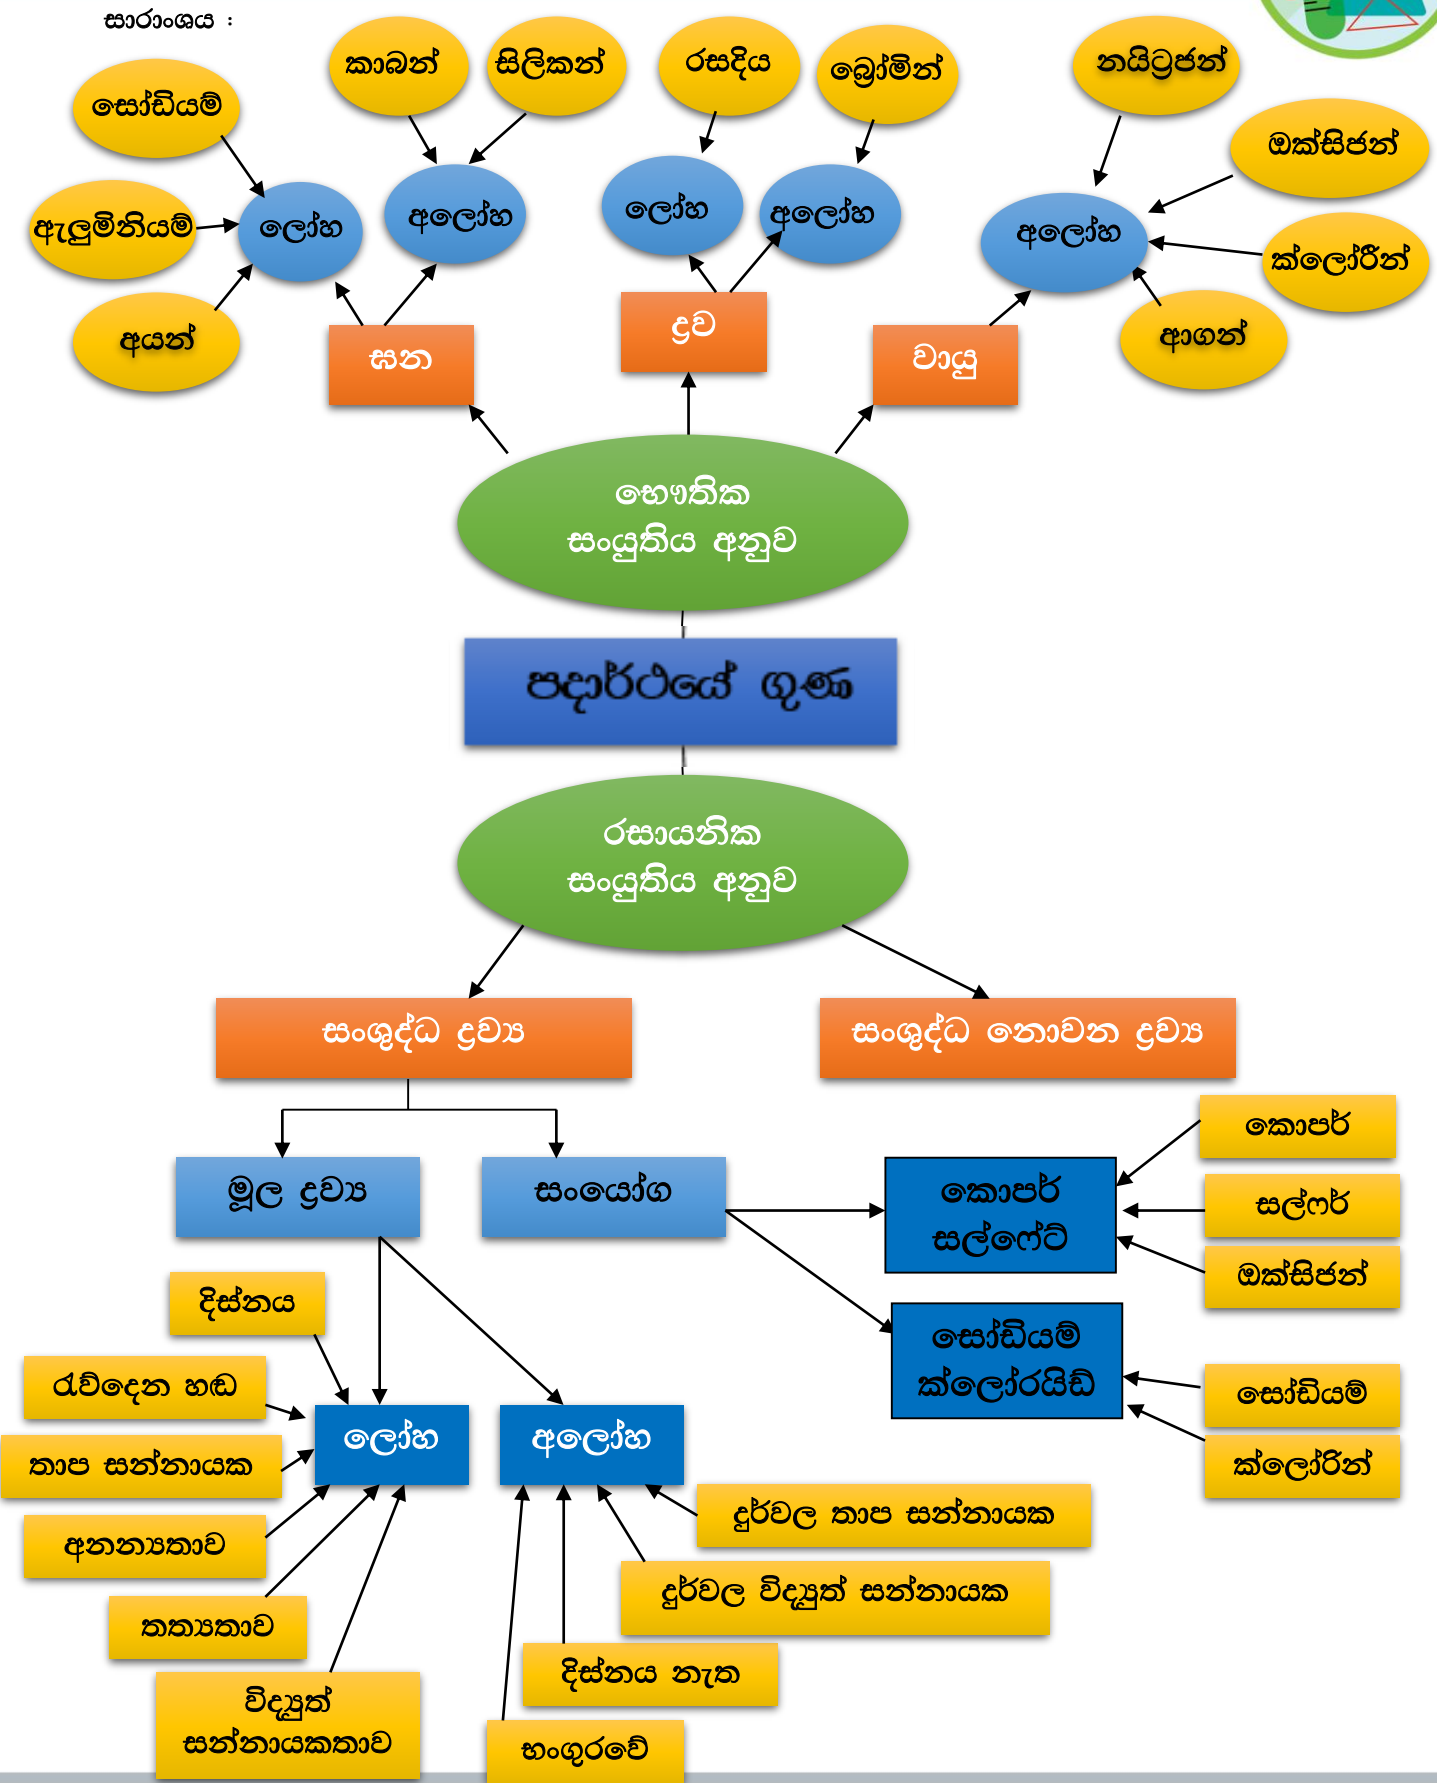 සාරාංශය :
කාබන්
සිලිකන්
රසදිය
බ්‍රෝමීන්
නයිට්‍රජන්
සෝඩියම්
ඔක්සිජන්
ඇලුමිනියම්
ලෝහ
අලෝහ
ලෝහ
අලෝහ
අලෝහ
ක්ලෝරීන්
අයන්
ඝන
ද්‍රව
වායු
ආගන්
භෞතික
සංයුතිය අනුව
පදාර්ථයේ ගුණ
රසායනික
සංයුතිය අනුව
සංශුද්ධ ද්‍රව්‍ය
සංශුද්ධ නොවන ද්‍රව්‍ය
කොපර්
මූල ද්‍රව්‍ය
සංයෝග
කොපර්
සල්ෆේට්
සල්ෆර්
ඔක්සිජන්
දිස්නය
සෝඩියම්
ක්ලෝරයිඩ්
රැව්දෙන හඬ
සෝඩියම්
ලෝහ
අලෝහ
තාප සන්නායක
ක්ලෝරින්
අනන්‍යතාව
දුර්වල තාප සන්නායක
දුර්වල විද්‍යුත් සන්නායක
තත්‍යතාව
දිස්නය නැත
විද්‍යුත්
සන්නායකතාව
භංගුරවේ